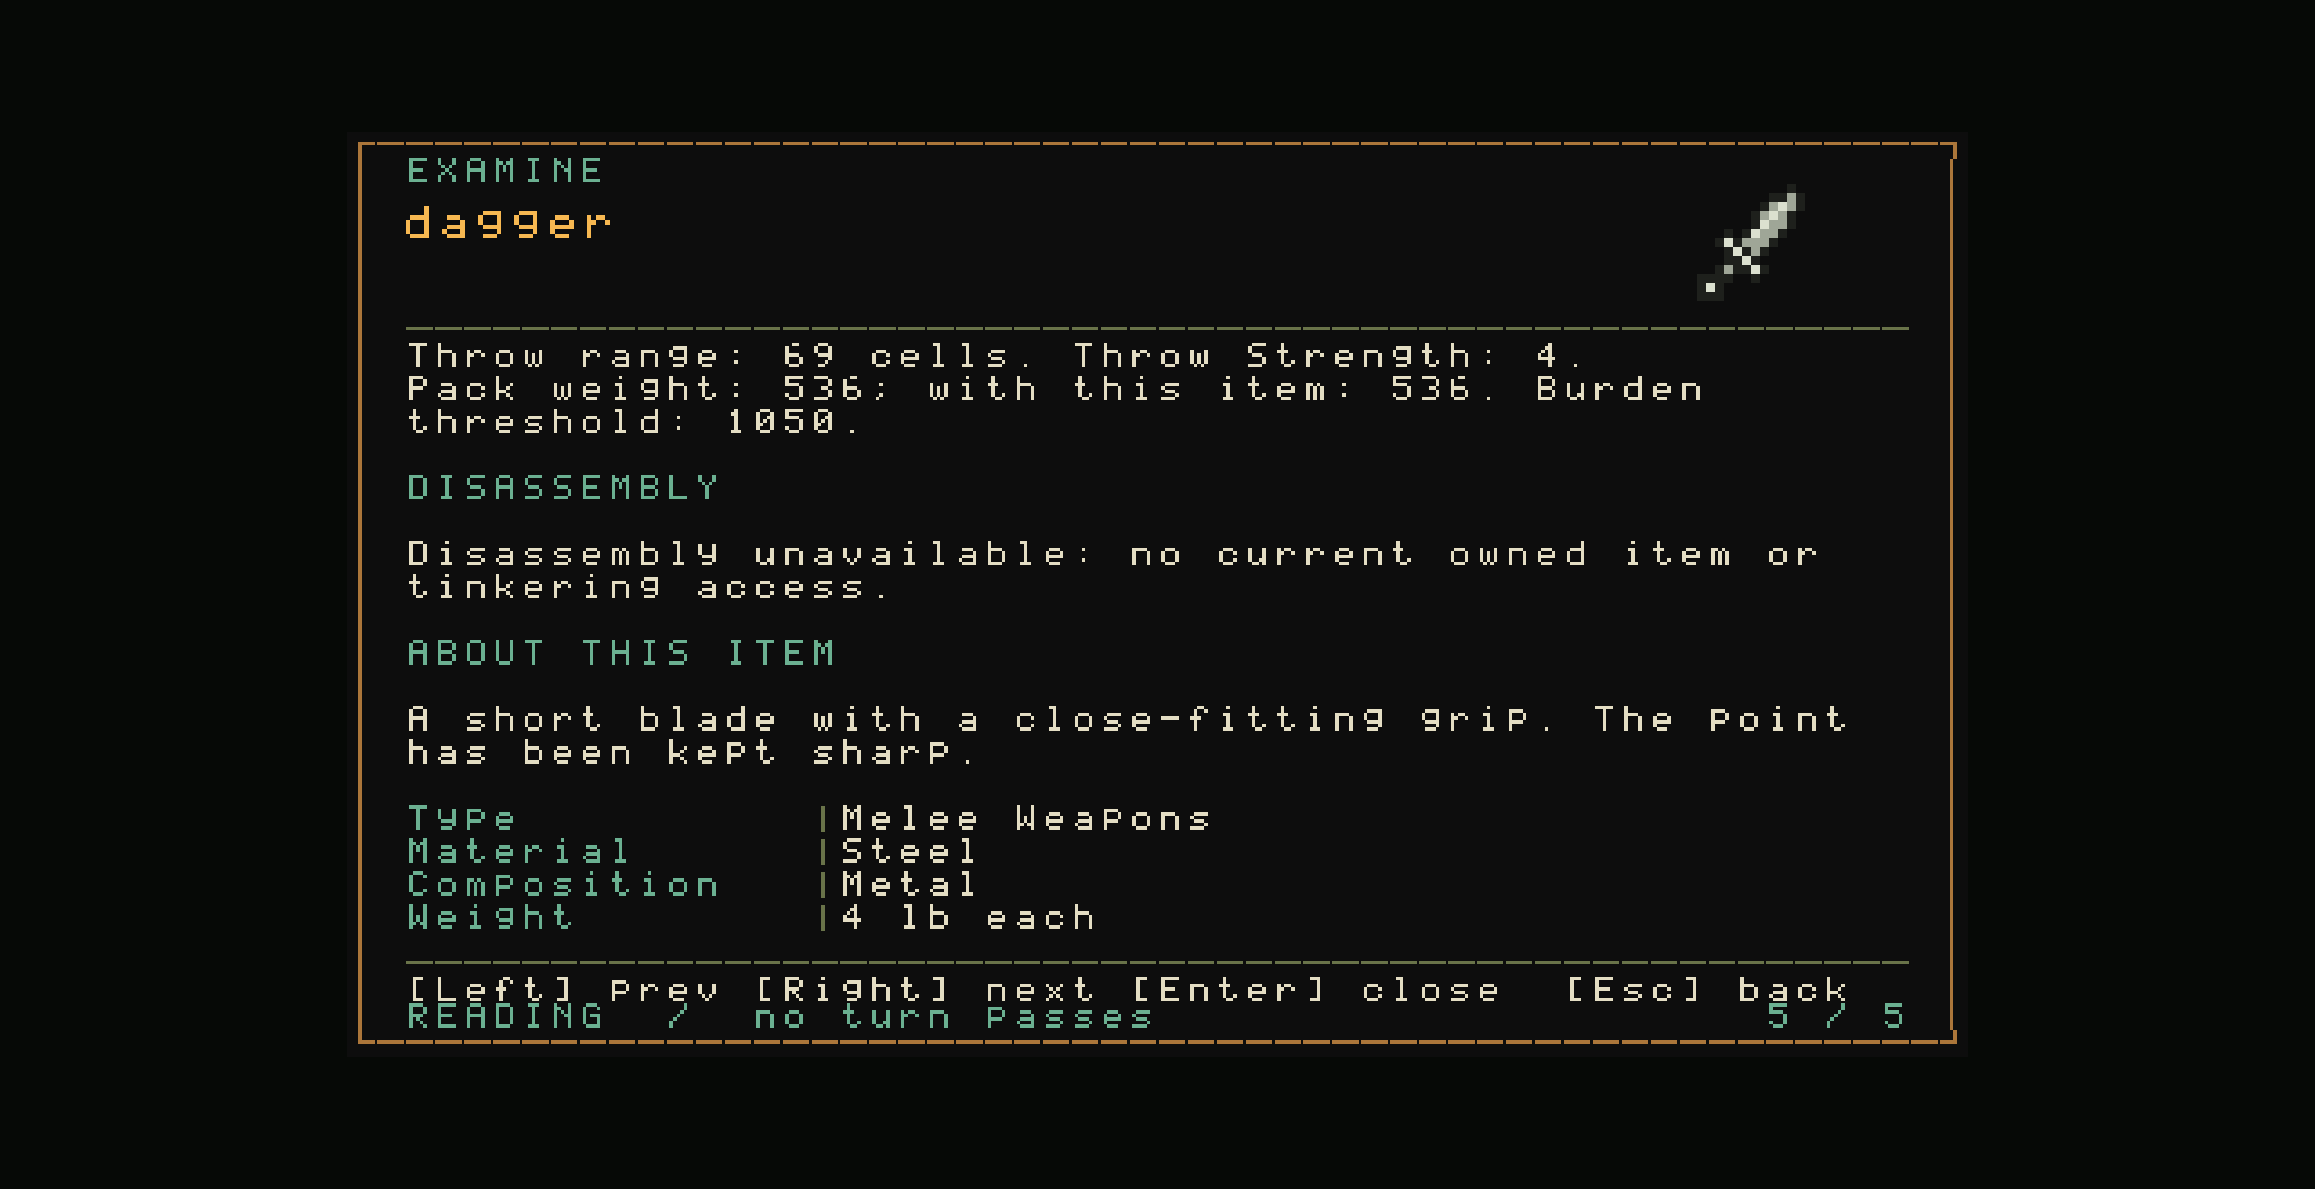 EXAMINE
dagger
Throw range: 69 cells. Throw Strength: 4.
Pack weight: 536; with this item: 536. Burden
threshold: 1050.
DISASSEMBLY
Disassembly unavailable: no current owned item or
tinkering access.
ABOUT THIS ITEM
A short blade with a close-fitting grip. The point
has been kept sharp.
Type |Melee Weapons
Material |Steel
Composition |Metal
Weight |4 lb each
[Left] prev [Right] next [Enter] close [Esc] back
READING / no turn passes 5 / 5